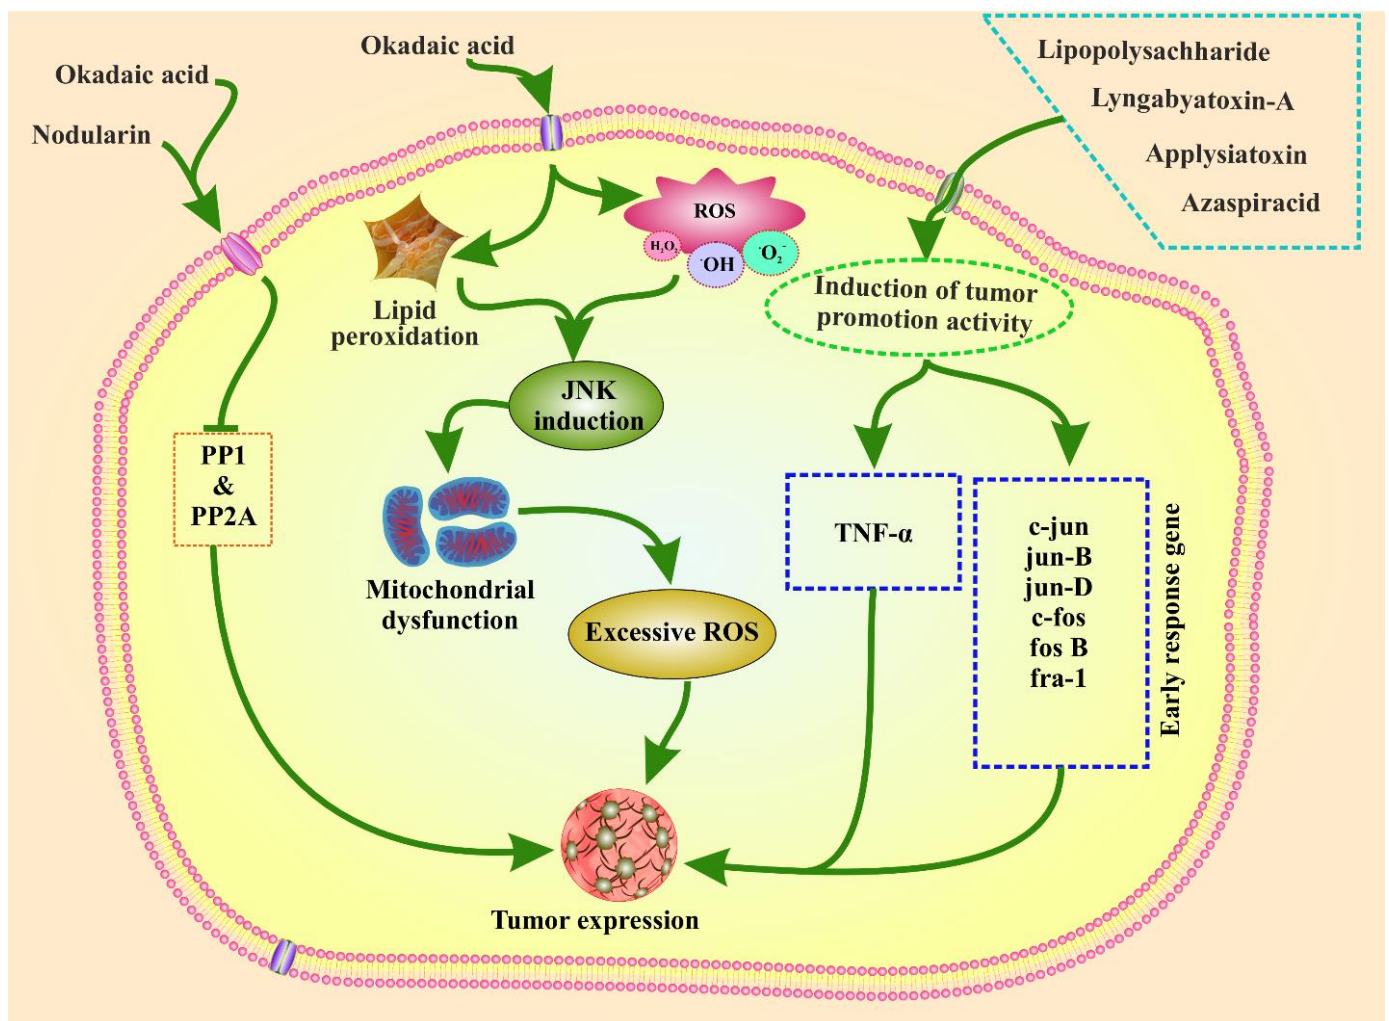 Okadaic acid
Nodularin
Okadaic acid
Lipopolysachharide
Lyngabyatoxin-A
Applysiatoxin
Azaspiracid
ROS
H₂O₂
˙OH
˙O₂⁻
Lipid
peroxidation
Induction of tumor
promotion activity
JNK
induction
PP1
&
PP2A
Mitochondrial
dysfunction
Excessive ROS
TNF-α
c-jun
jun-B
jun-D
c-fos
fos B
fra-1
Early response gene
Tumor expression